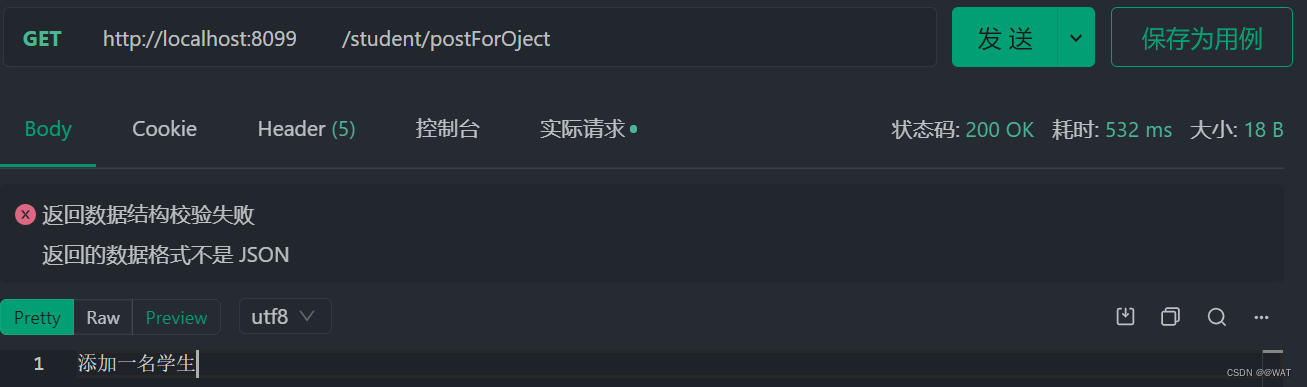 GET http://localhost:8099 /student/postForOject 发 送 保存为用例
Body Cookie Header (5) 控制台 实际请求 状态码: 200 OK 耗时: 532 ms 大小: 18 B
返回数据结构校验失败
返回的数据格式不是 JSON
Pretty Raw Preview utf8
1 添加一名学生
CSDN @@WAT